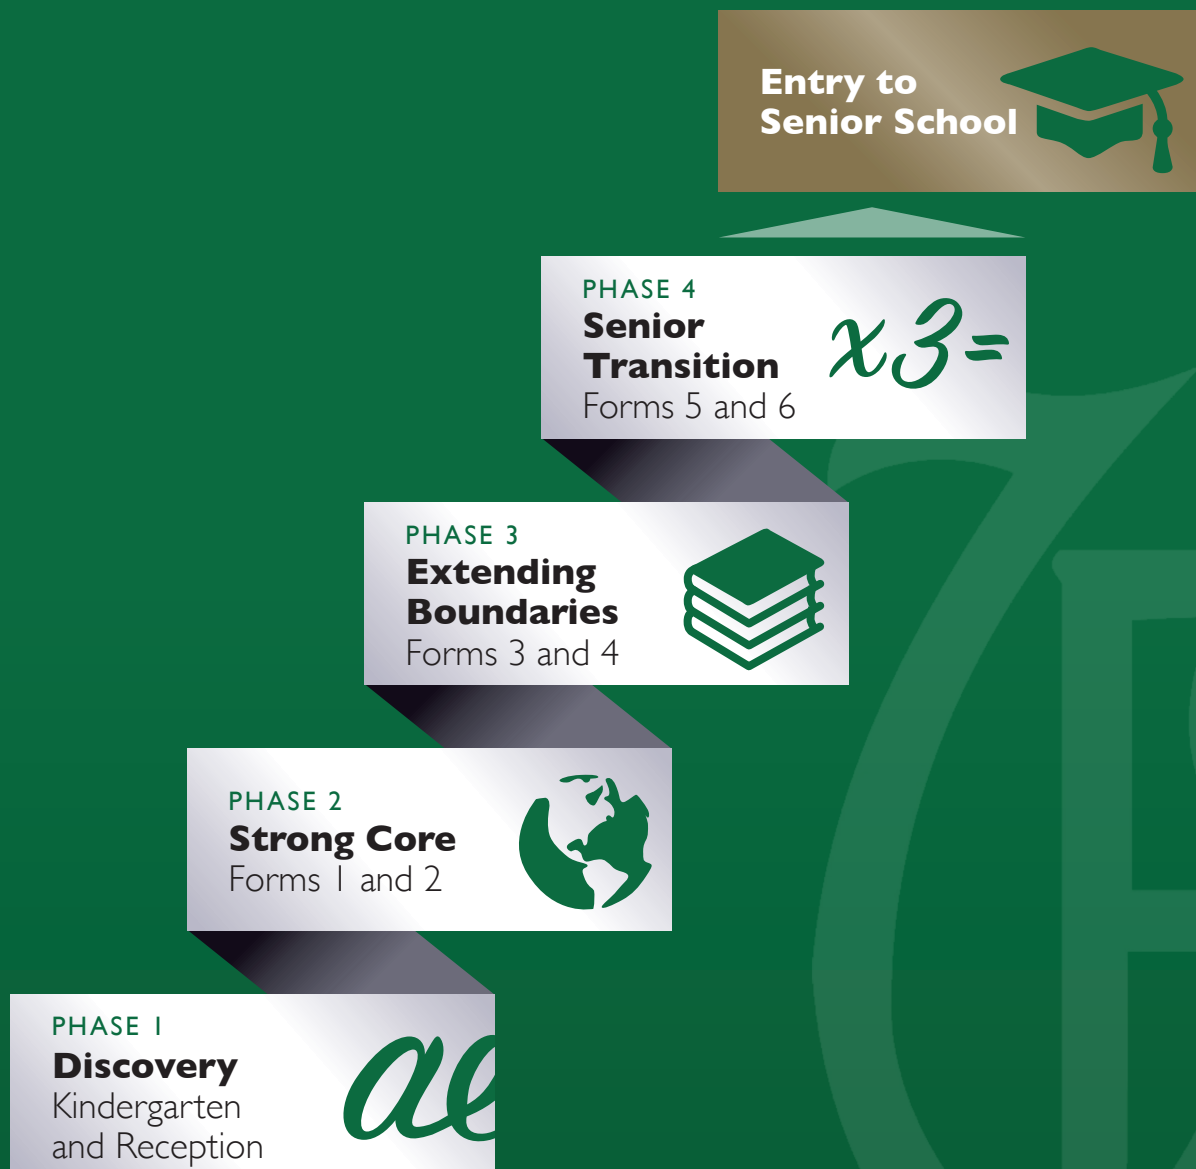 Entry to
Senior School
PHASE 4
Senior
Transition
Forms 5 and 6
x3=
PHASE 3
Extending
Boundaries
Forms 3 and 4
PHASE 2
Strong Core
Forms 1 and 2
PHASE 1
Discovery
Kindergarten
and Reception
ae